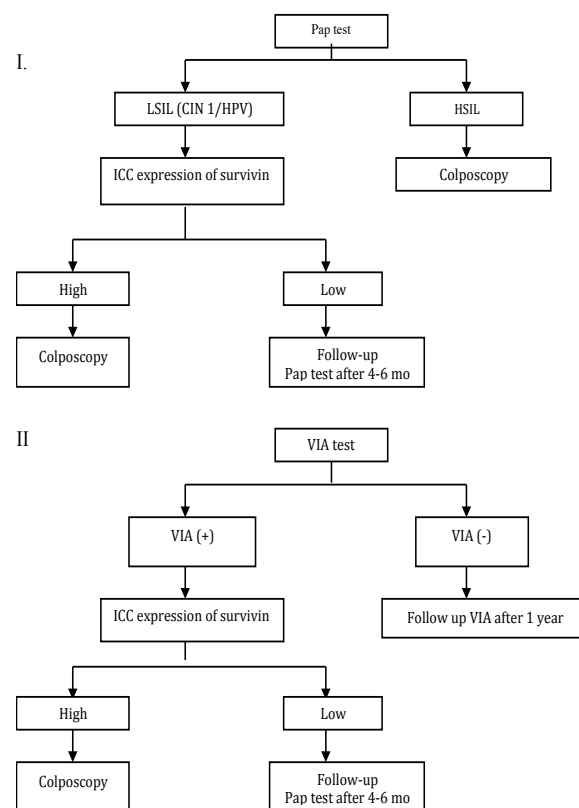 Pap test
I.
LSIL (CIN 1/HPV)
HSIL
ICC expression of survivin
Colposcopy
High
Low
Colposcopy
Follow-up
Pap test after 4-6 mo
II
VIA test
VIA (+)
VIA (-)
ICC expression of survivin
Follow up VIA after 1 year
High
Low
Colposcopy
Follow-up
Pap test after 4-6 mo